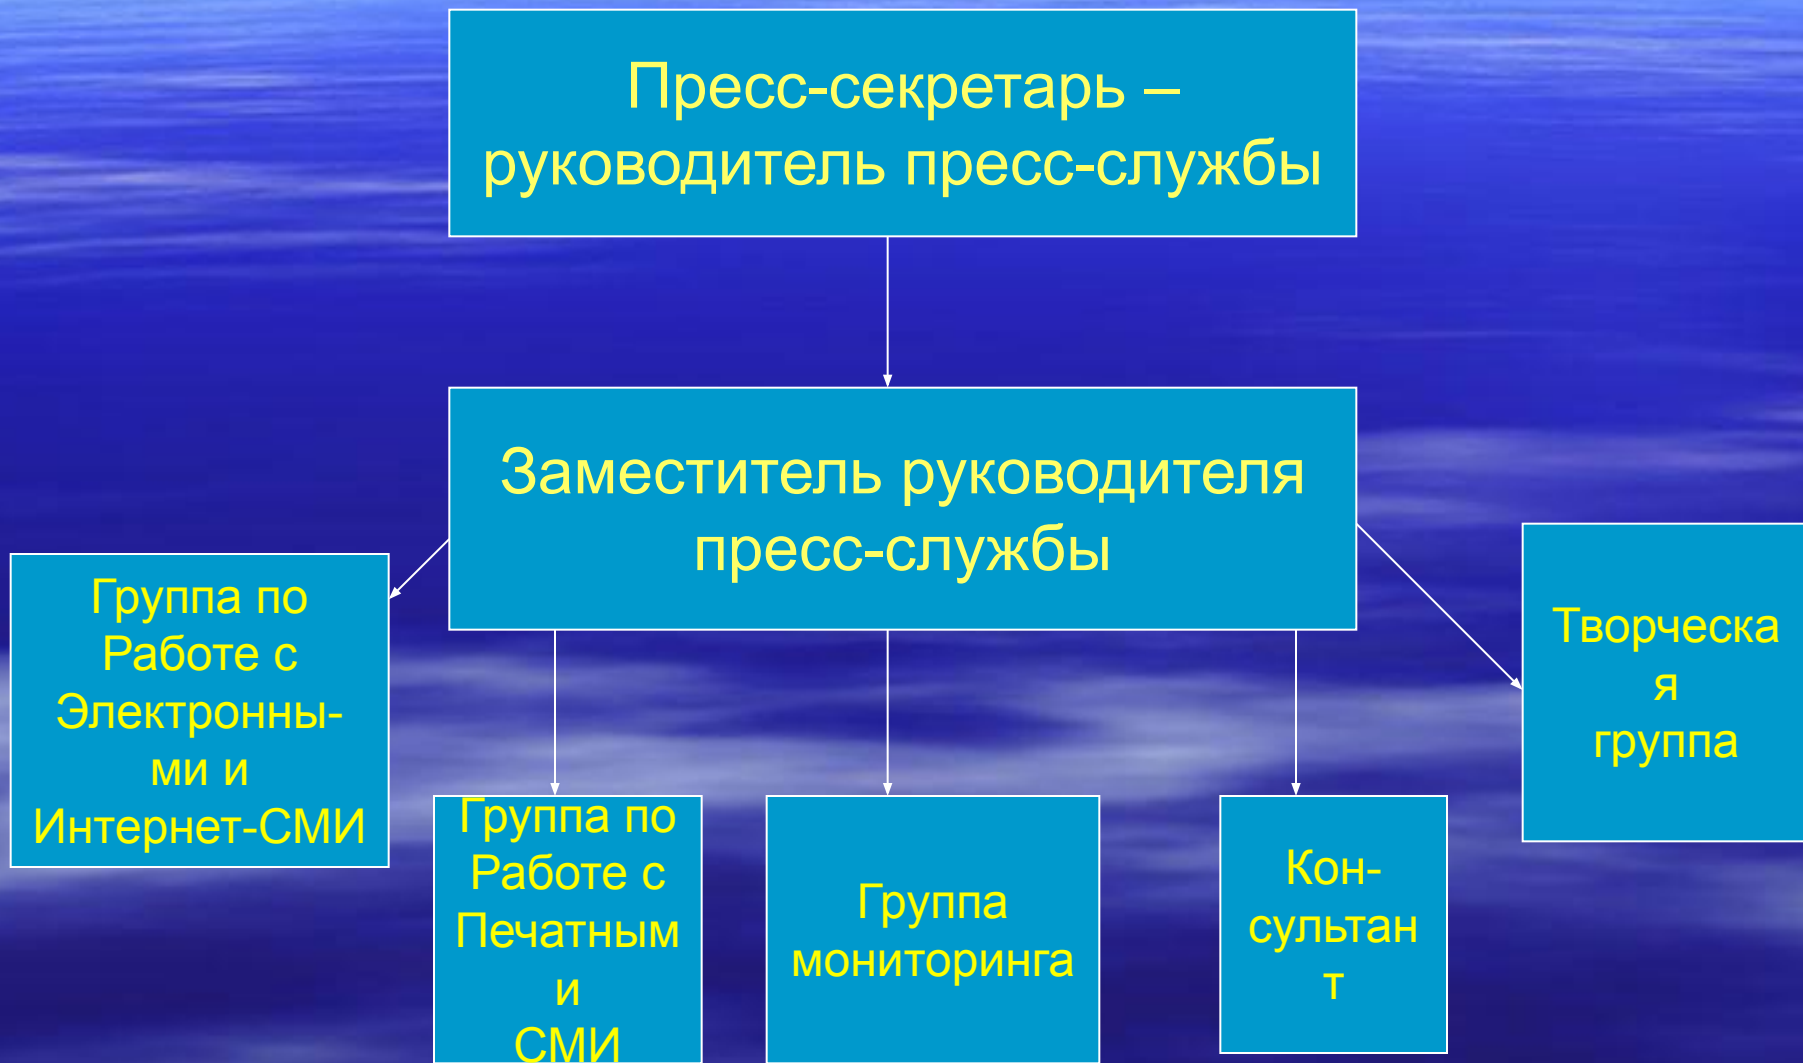 Пресс-секретарь –
руководитель пресс-службы
Заместитель руководителя
пресс-службы
Группа по
Работе с
Электронны-
ми и
Интернет-СМИ
Группа по
Работе с
Печатным
и
СМИ
Группа
мониторинга
Кон-
сультан
т
Творческа
я
группа